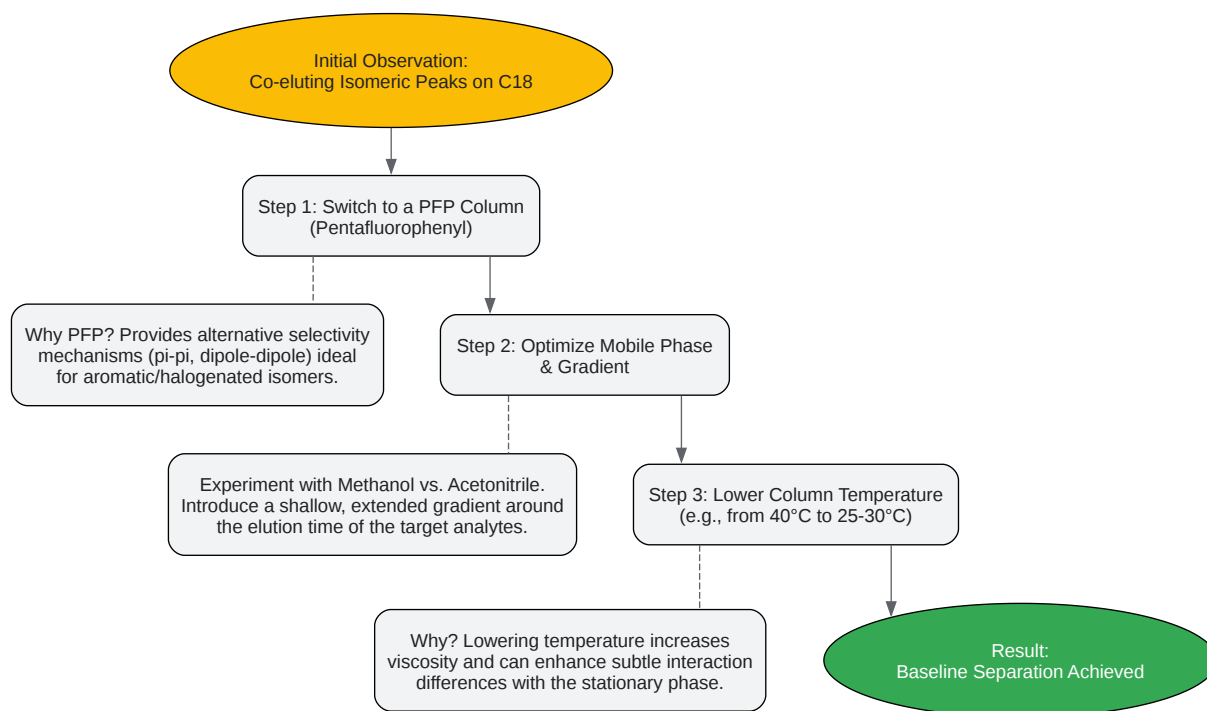 Initial Observation:
Co-eluting Isomeric Peaks on C18
Step 1: Switch to a PFP Column
(Pentafluorophenyl)
Why PFP? Provides alternative selectivity
mechanisms (pi-pi, dipole-dipole) ideal
for aromatic/halogenated isomers.
Step 2: Optimize Mobile Phase
& Gradient
Experiment with Methanol vs. Acetonitrile.
Introduce a shallow, extended gradient around
the elution time of the target analytes.
Step 3: Lower Column Temperature
(e.g., from 40°C to 25-30°C)
Why? Lowering temperature increases
viscosity and can enhance subtle interaction
differences with the stationary phase.
Result:
Baseline Separation Achieved